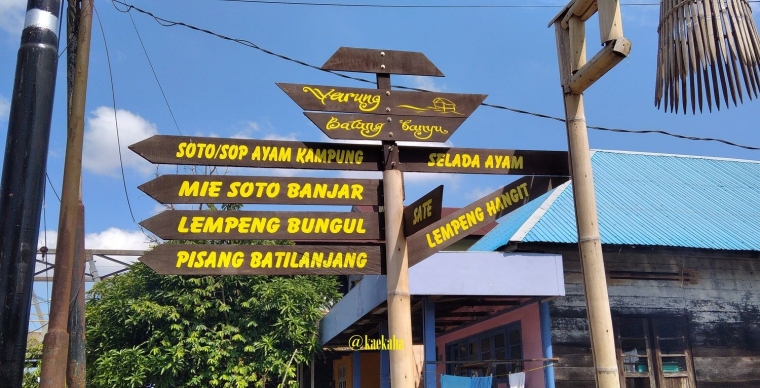 Warung
Batang Banyu
SOTO/SOP AYAM KAMPUNG
SELADA AYAM
MIE SOTO BANJAR
SATE
LEMPENG HANGIT
LEMPENG BUNGUL
PISANG BATILANJANG
@kaekaha